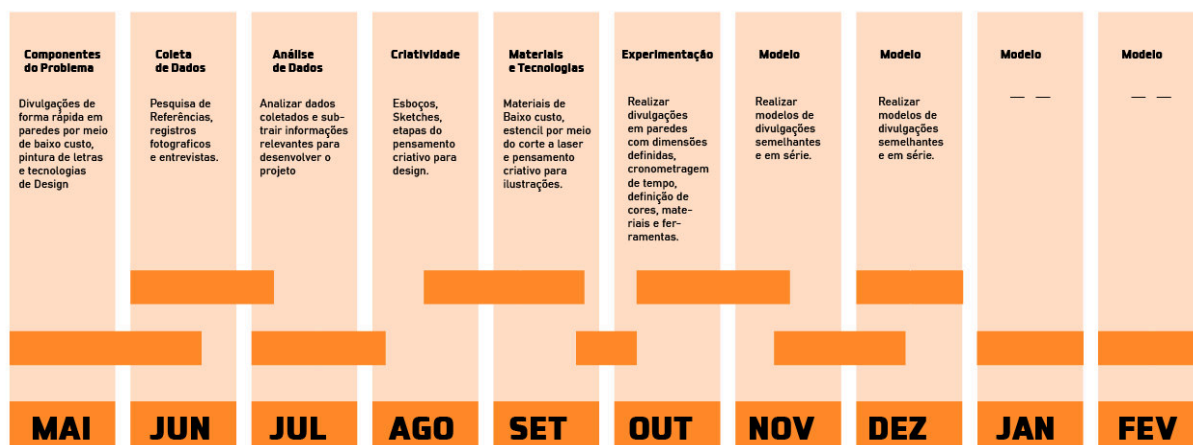 Componentes
do Problema
Divulgações de
forma rápida em
paredes por meio
de baixo custo,
pintura de letras
e tecnologias
de Design
Coleta
de Dados
Pesquisa de
Referências,
registros
fotograficos
e entrevistas.
Análise
de Dados
Analizar dados
coletados e sub-
trair informações
relevantes para
desenvolver o
projeto
Criatividade
Esboços,
Sketches,
etapas do
pensamento
criativo para
design.
Materiais
e Tecnologias
Materiais de
Baixo custo,
estencil por meio
do corte a laser
e pensamento
criativo para
ilustrações.
Experimentação
Realizar
divulgações
em paredes
com dimensões
definidas,
cronometragem
de tempo,
definição de
cores, mate-
riais e fer-
ramentas.
Modelo
Realizar
modelos de
divulgações
semelhantes
e em série.
Modelo
Realizar
modelos de
divulgações
semelhantes
e em série.
Modelo
— —
Modelo
— —
MAI JUN JUL AGO SET OUT NOV DEZ JAN FEV